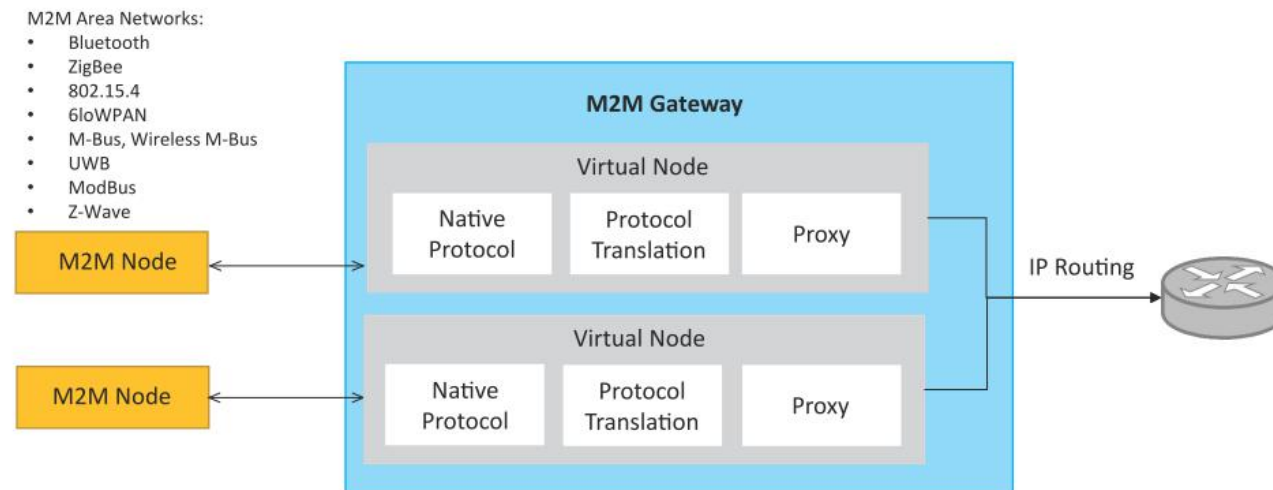 M2M Area Networks:
• Bluetooth
• ZigBee
• 802.15.4
• 6loWPAN
• M-Bus, Wireless M-Bus
• UWB
• ModBus
• Z-Wave
M2M Gateway
Virtual Node
Native
Protocol
Protocol
Translation
Proxy
M2M Node
IP Routing
Virtual Node
Native
Protocol
Protocol
Translation
Proxy
M2M Node